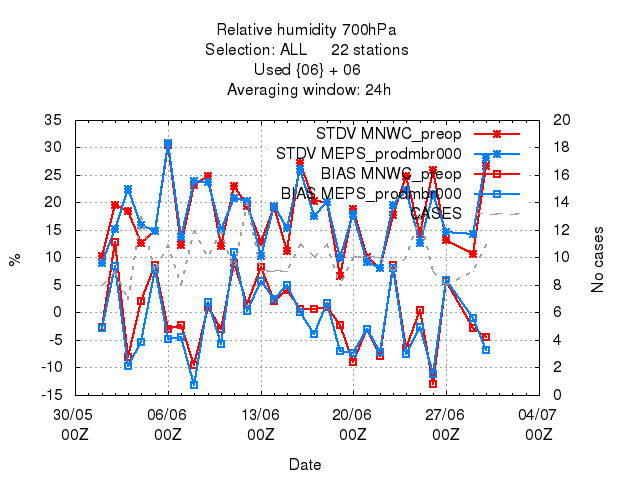 Relative humidity 700hPa
Selection: ALL 22 stations
Used {06} + 06
Averaging window: 24h
STDV MNWC_preop
STDV MEPS_prodmbr000
BIAS MNWC_preop
BIAS MEPS_prodmbr000
CASES
35
30
25
20
15
10
5
0
-5
-10
-15
%
20
18
16
14
12
10
8
6
4
2
0
No cases
30/05 06/06 13/06 20/06 27/06 04/07
00Z 00Z 00Z 00Z 00Z 00Z
Date